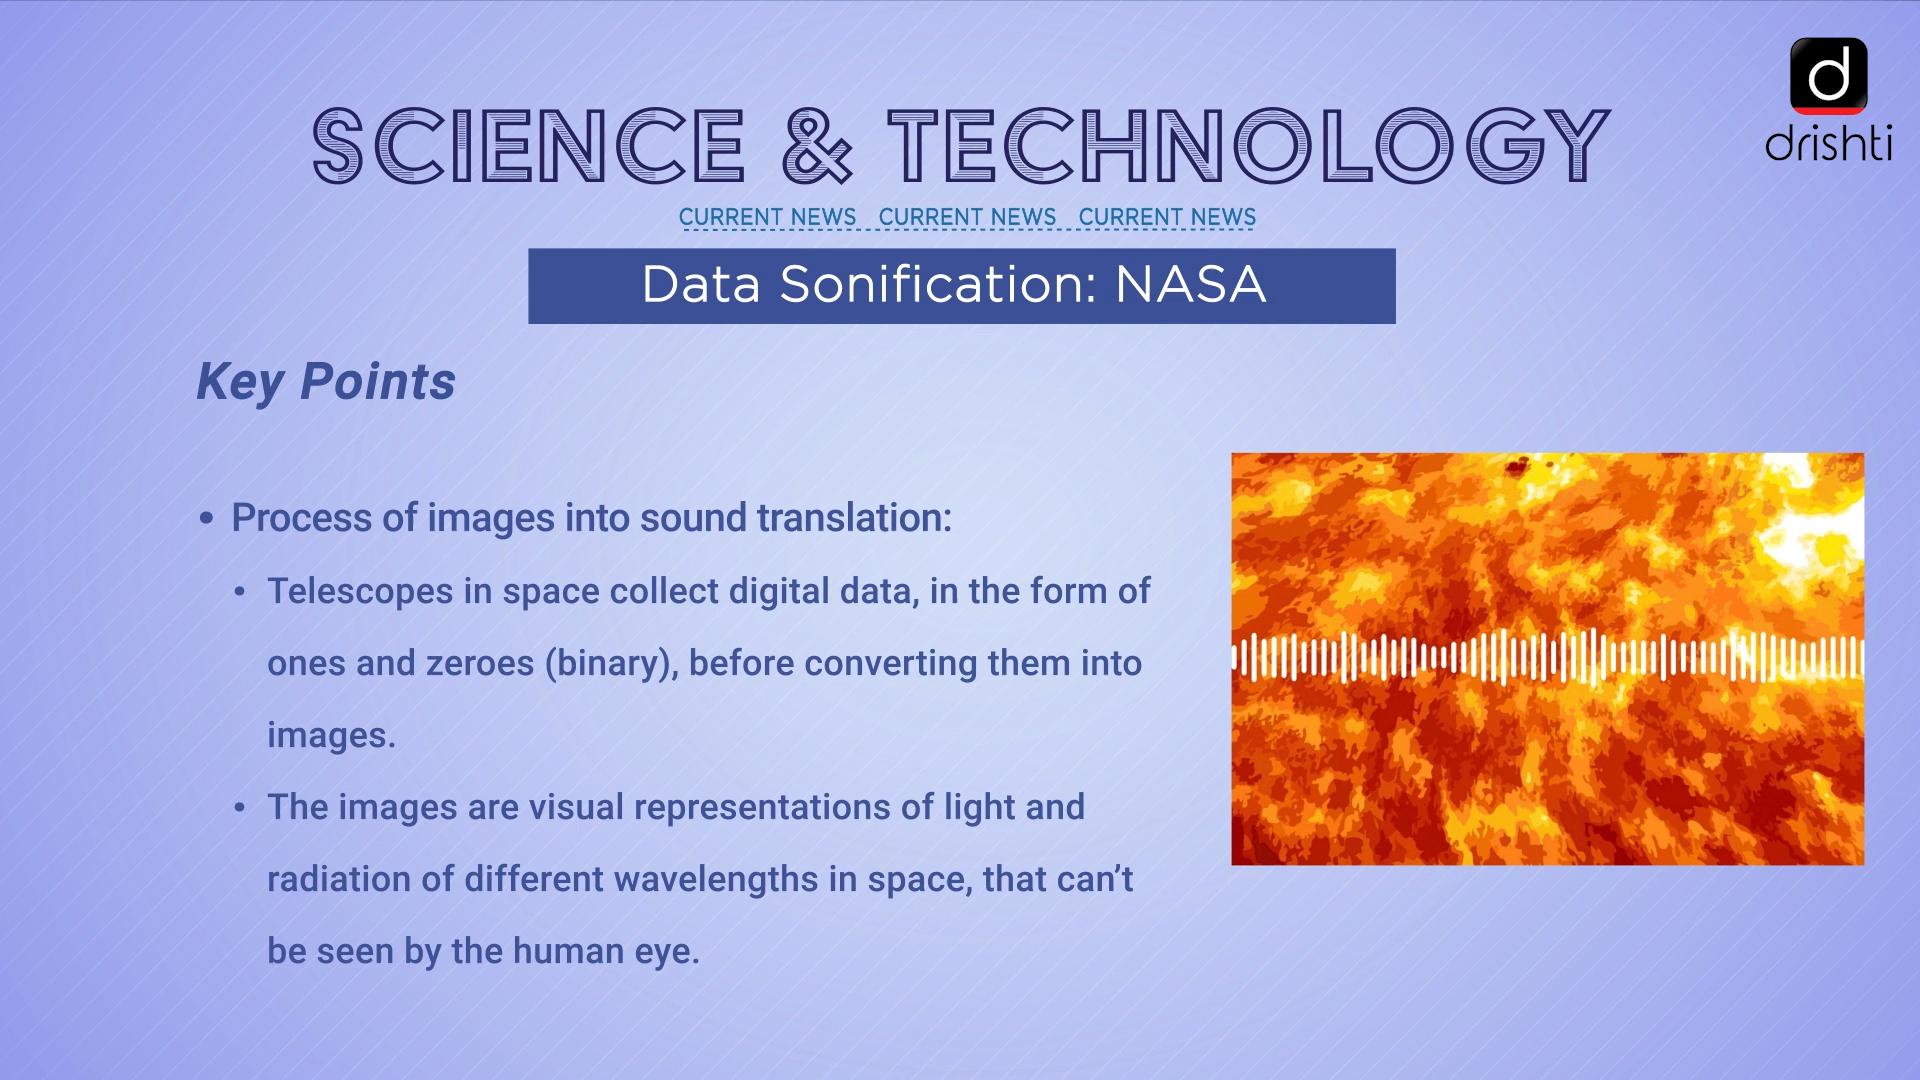 SCIENCE & TECHNOLOGY
d
drishti
CURRENT NEWS CURRENT NEWS CURRENT NEWS
Data Sonification: NASA
Key Points
• Process of images into sound translation:
• Telescopes in space collect digital data, in the form of
ones and zeroes (binary), before converting them into
images.
• The images are visual representations of light and
radiation of different wavelengths in space, that can’t
be seen by the human eye.